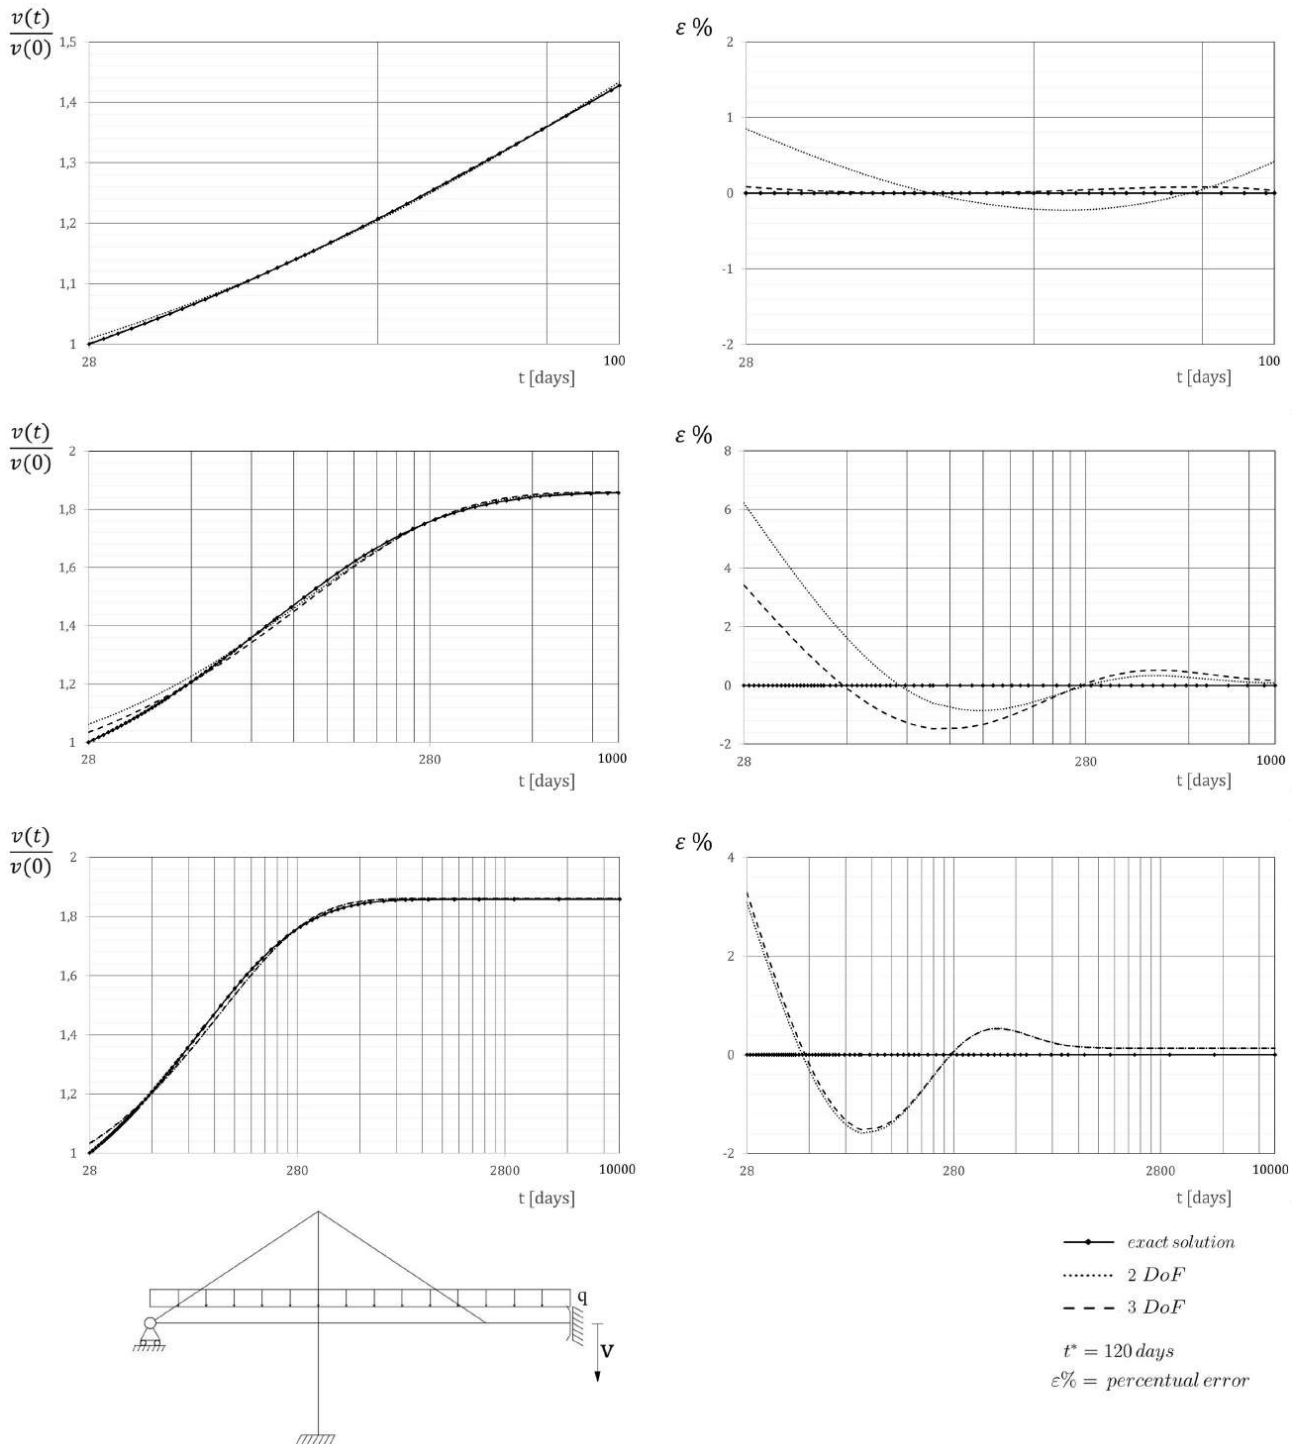 v(t)
v(0)
1,5
1,4
1,3
1,2
1,1
1
28
100
t [days]
ε %
2
1
0
-1
-2
28
100
t [days]
v(t)
v(0)
2
1,8
1,6
1,4
1,2
1
28
280
1000
t [days]
ε %
8
6
4
2
0
-2
28
280
1000
t [days]
v(t)
v(0)
2
1,8
1,6
1,4
1,2
1
28
280
2800
10000
t [days]
ε %
4
2
0
-2
28
280
2800
10000
t [days]
q
v
exact solution
2 DoF
3 DoF
t* = 120 days
ε% = percentual error